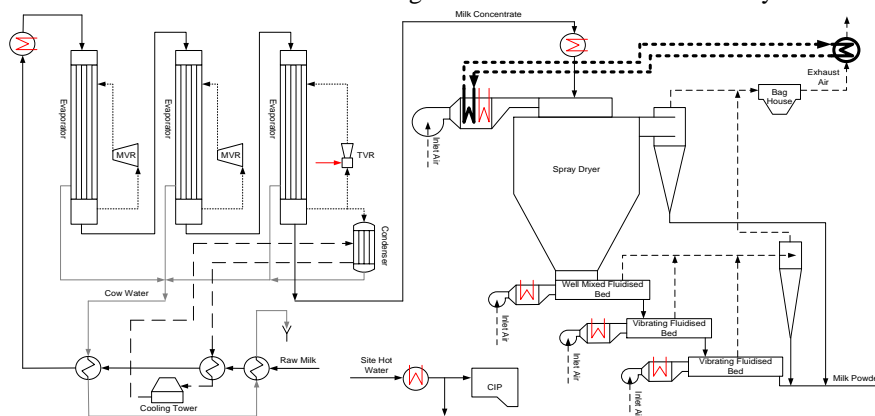 Milk Concentrate
Evaporator
Evaporator
Evaporator
MVR
MVR
TVR
Condenser
Cow Water
Raw Milk
Cooling Tower
Inlet Air
Spray Dryer
Exhaust
Air
Bag
House
Well Mixed Fluidised
Bed
Inlet Air
Vibrating Fluidised
Bed
Inlet Air
Vibrating Fluidised
Bed
Inlet Air
Site Hot
Water
CIP
Milk Powde